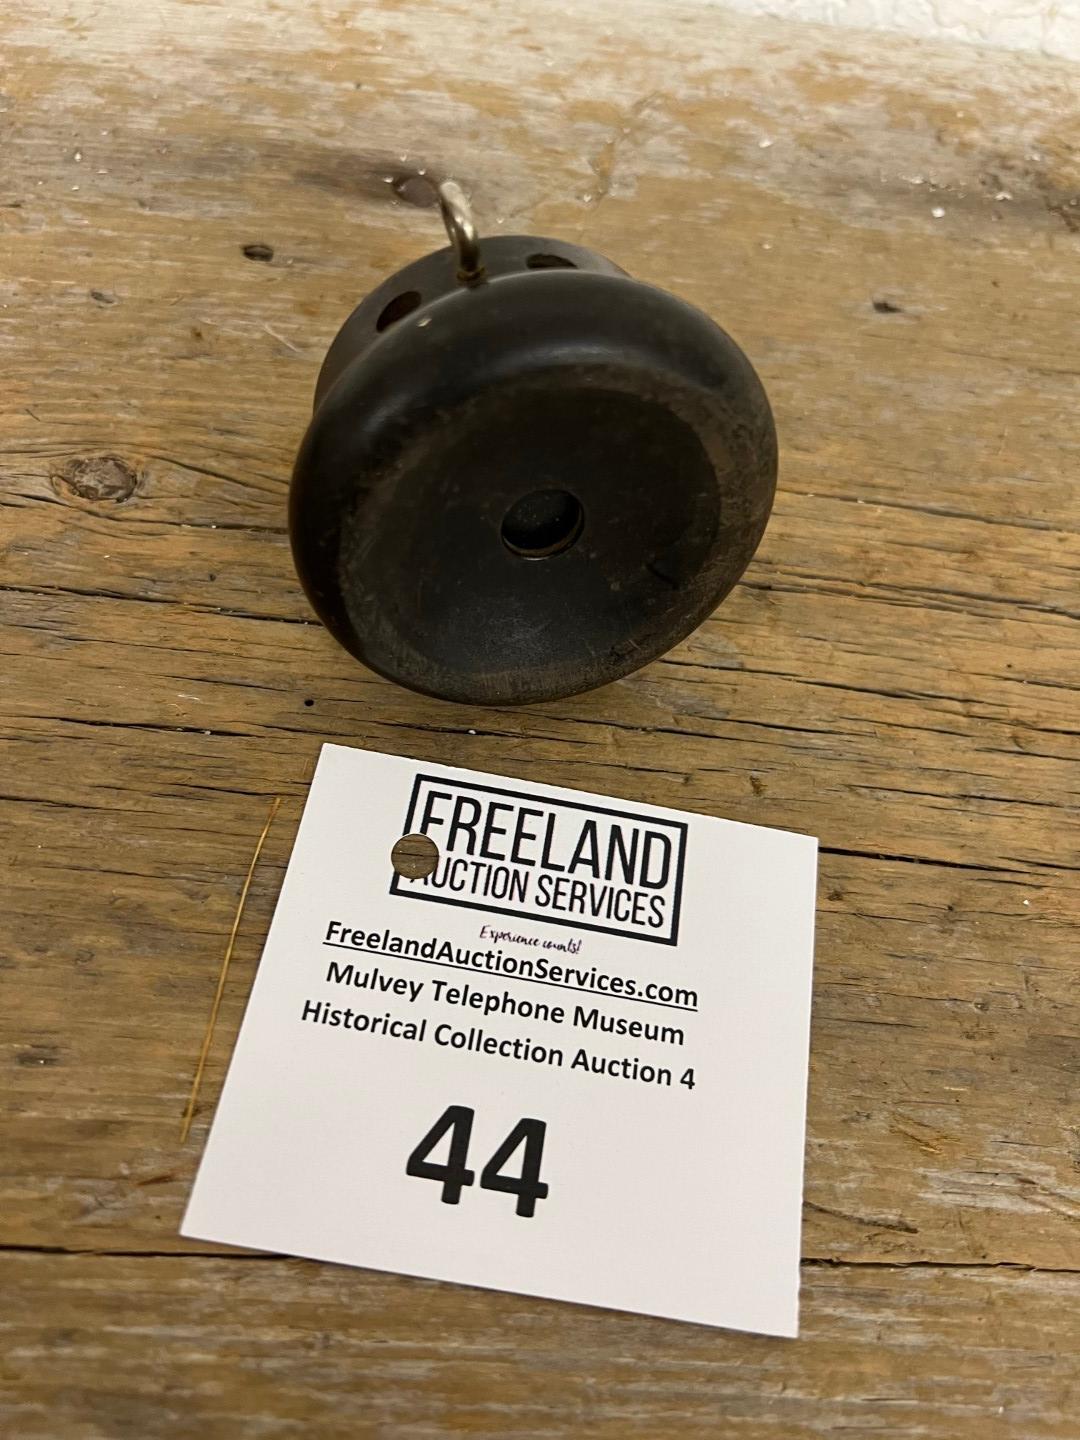 FREELAND
AUCTION SERVICES
Experience counts!
FreelandAuctionServices.com
Mulvey Telephone Museum
Historical Collection Auction 4
44